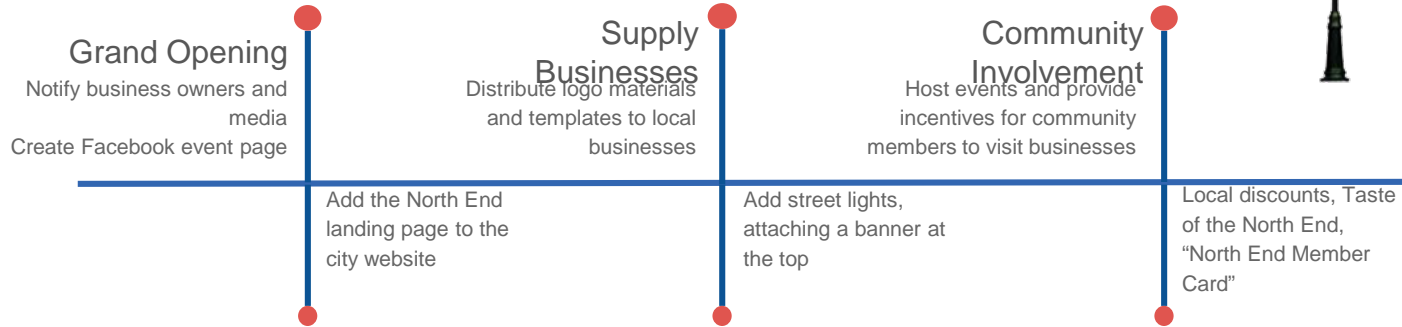 Grand Opening
Notify business owners and
media
Create Facebook event page
Add the North End
landing page to the
city website
Supply
Businesses
Distribute logo materials
and templates to local
businesses
Add street lights,
attaching a banner at
the top
Community
Involvement
Host events and provide
incentives for community
members to visit businesses
Local discounts, Taste
of the North End,
“North End Member
Card”